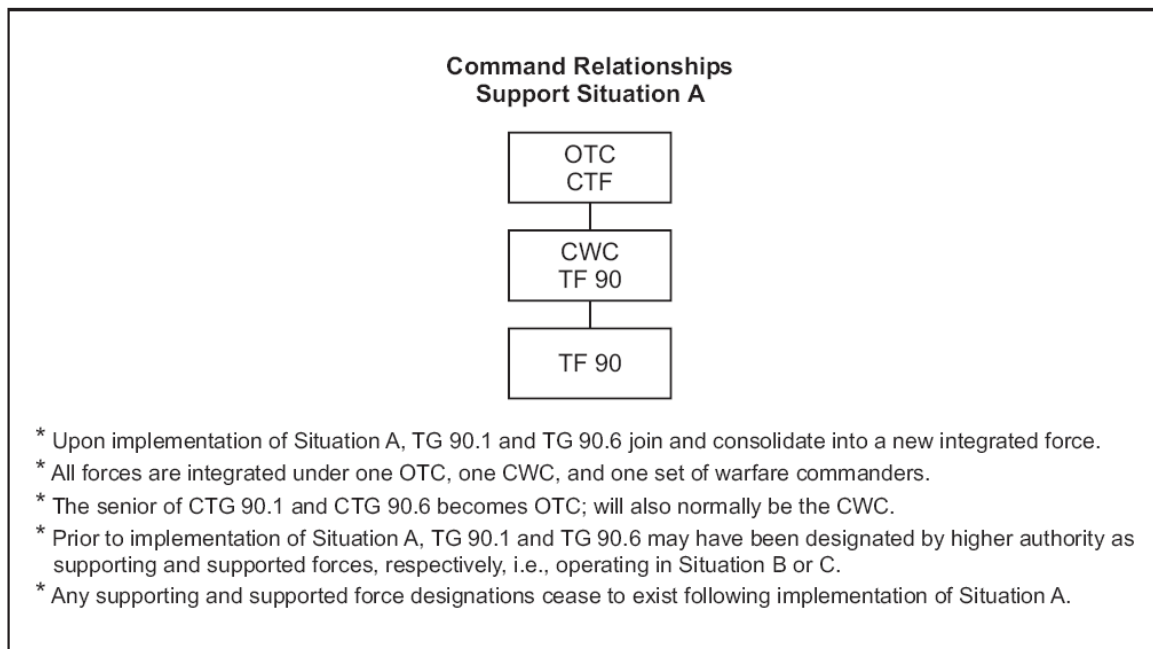 Command Relationships
Support Situation A
OTC
CTF
CWC
TF 90
TF 90
* Upon implementation of Situation A, TG 90.1 and TG 90.6 join and consolidate into a new integrated force.
* All forces are integrated under one OTC, one CWC, and one set of warfare commanders.
* The senior of CTG 90.1 and CTG 90.6 becomes OTC; will also normally be the CWC.
* Prior to implementation of Situation A, TG 90.1 and TG 90.6 may have been designated by higher authority as
supporting and supported forces, respectively, i.e., operating in Situation B or C.
* Any supporting and supported force designations cease to exist following implementation of Situation A.